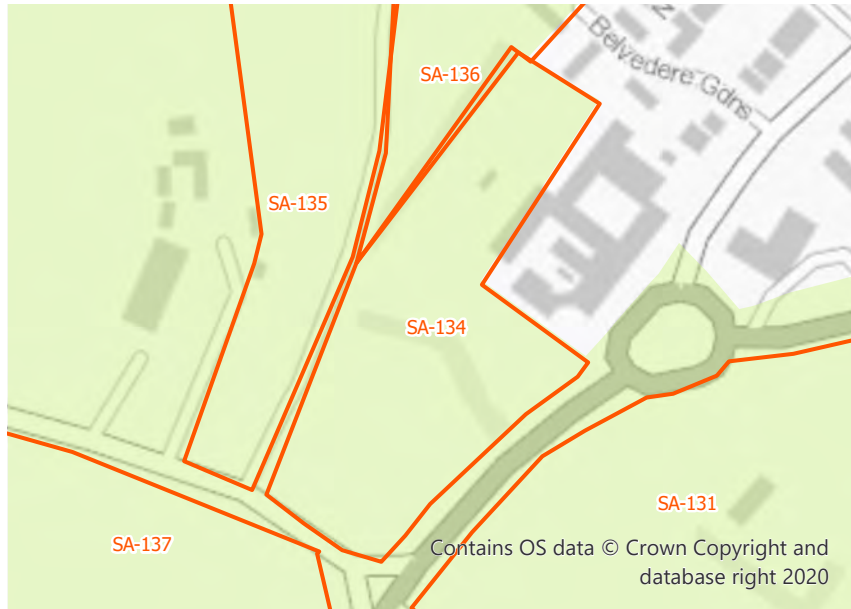 SA-136
Belvedere Gdns
SA-135
SA-134
SA-131
SA-137
Contains OS data © Crown Copyright and
database right 2020